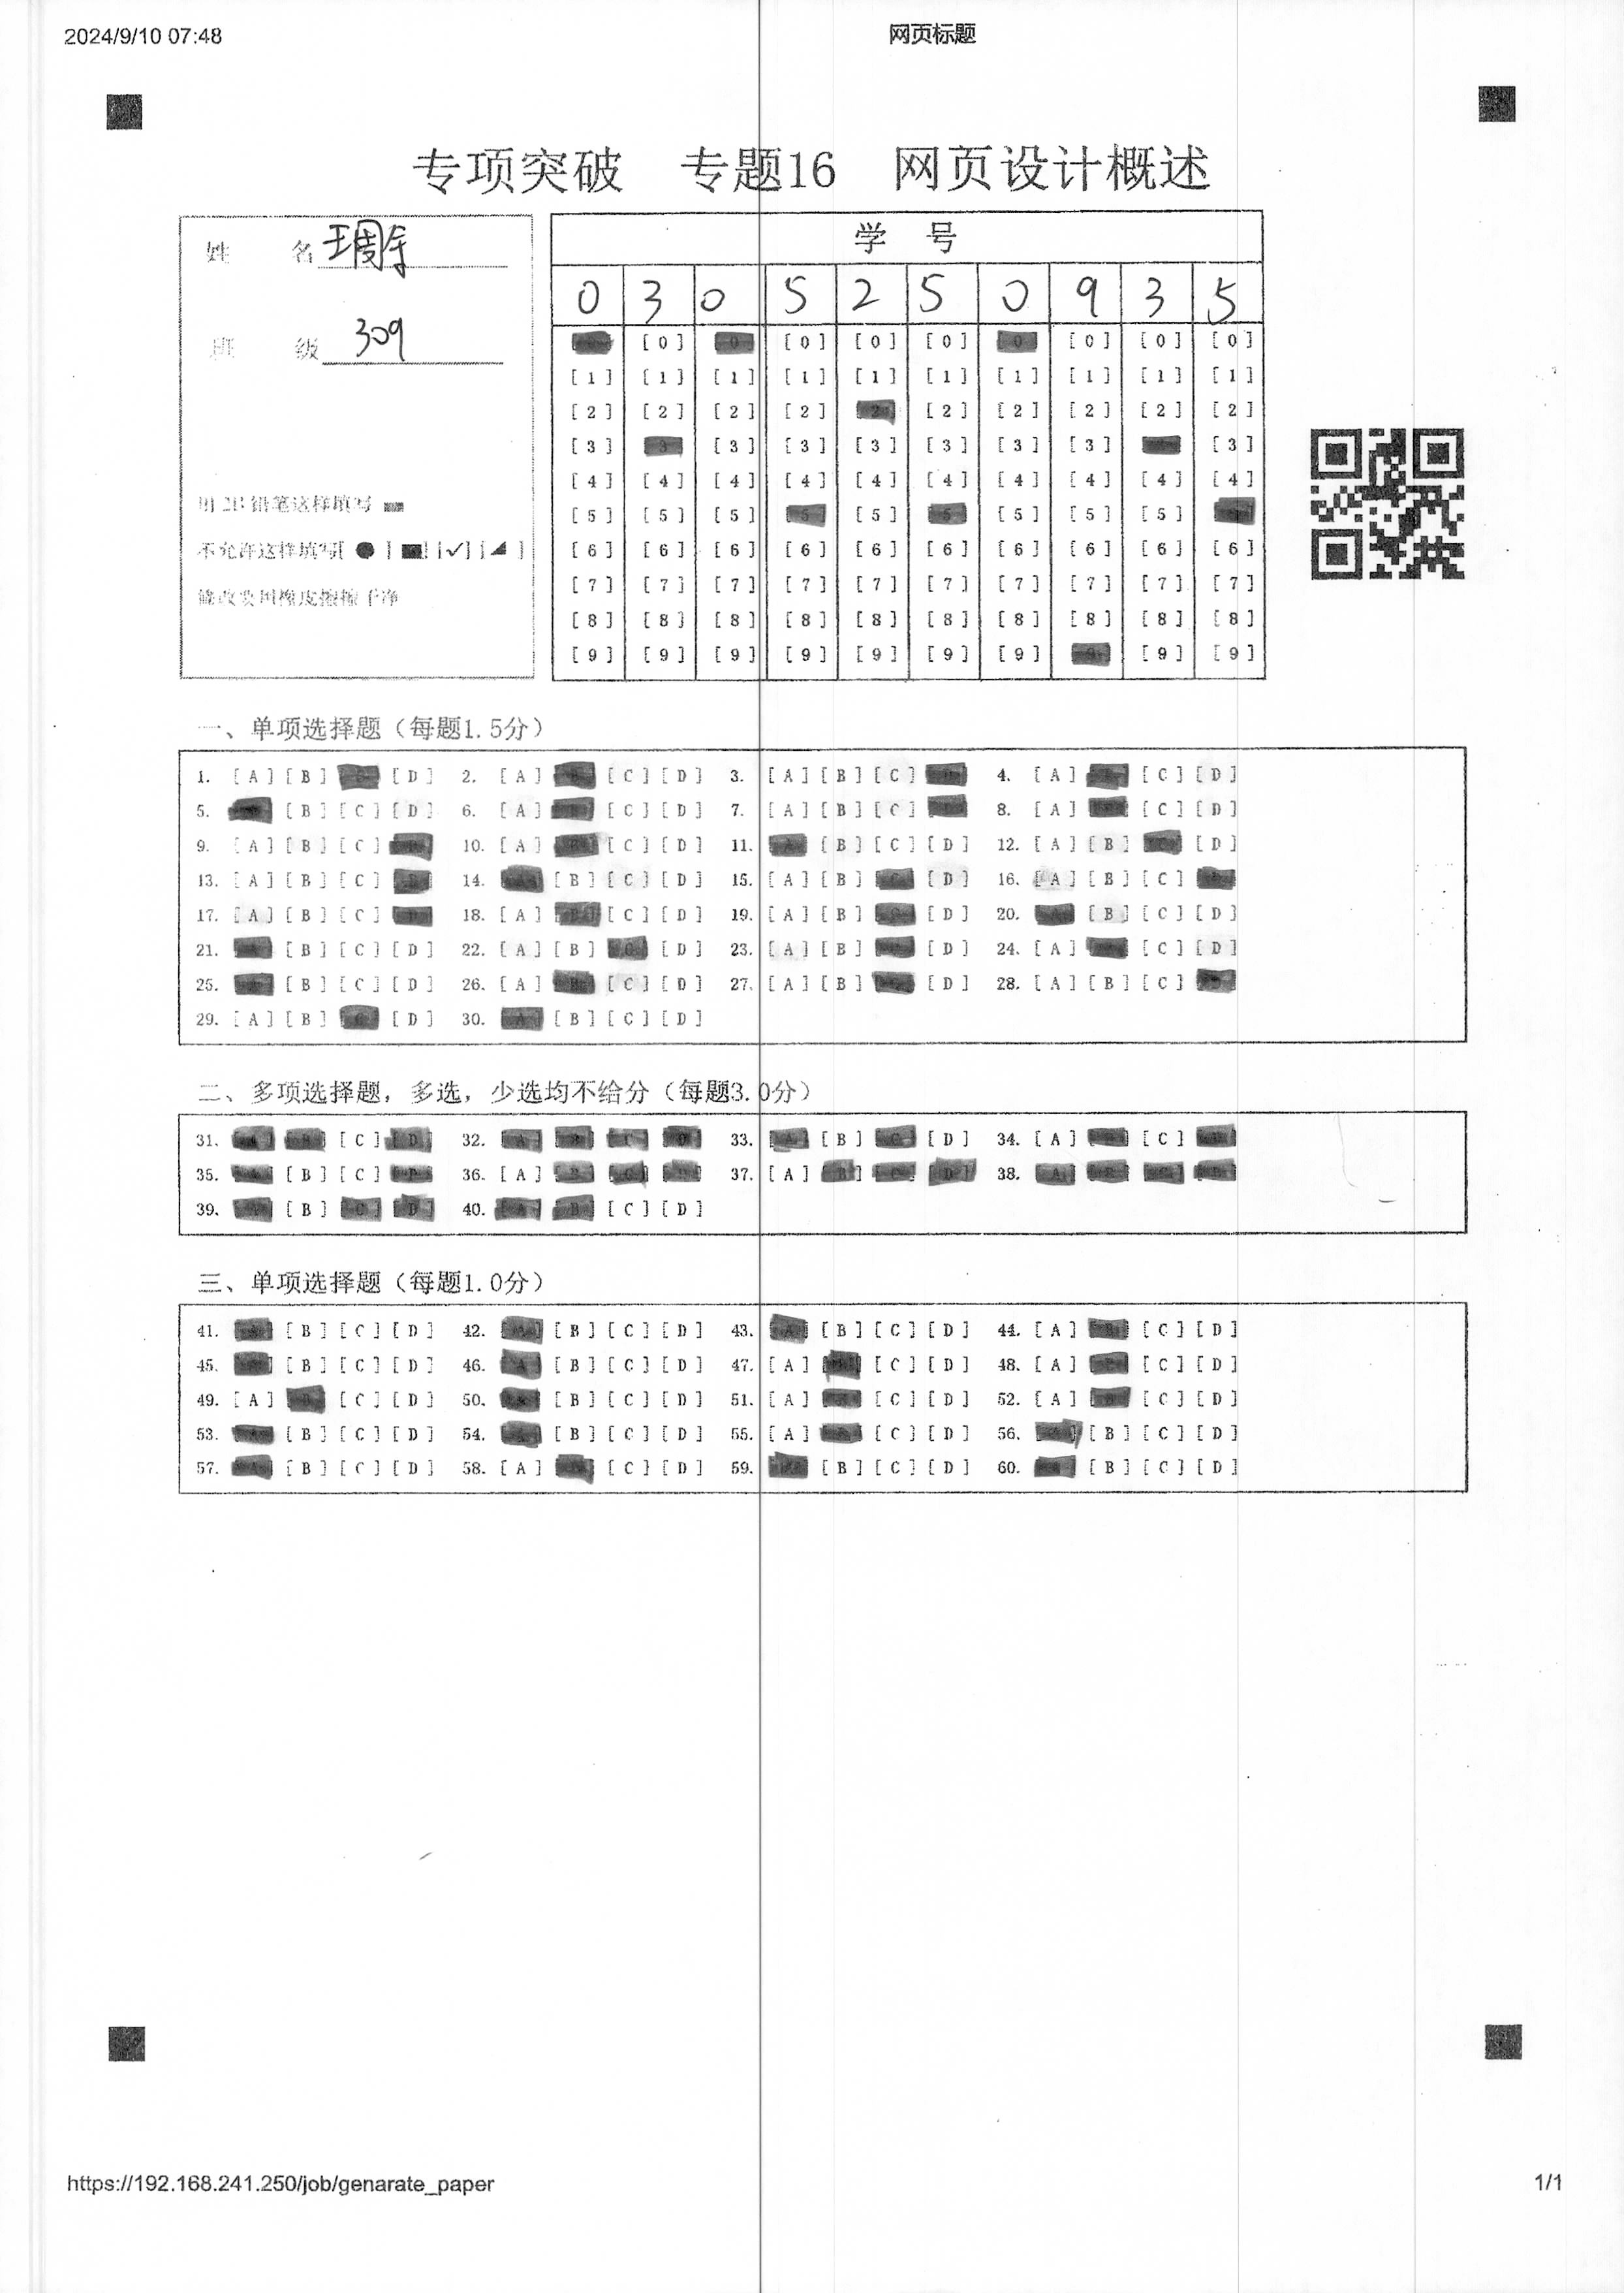 2024/9/10 07:48 网页标题
专项突破 专题16 网页设计概述
姓 名
班 级 309
用2B铅笔这样填写
不允许这样填写[ ● ] ■ [✓] [◢ ]
修改要用橡皮擦擦干净
学 号
0 3 0 5 2 5 0 9 3 5
[0] 0 [0] [0] [0] 0 [0] [0] [0]
[1] [1] [1] [1] [1] [1] [1] [1] [1] [1]
[2] [2] [2] [2] 2 [2] [2] [2] [2] [2]
[3] 3 [3] [3] [3] [3] [3] [3] [3]
[4] [4] [4] [4] [4] [4] [4] [4] [4] [4]
[5] [5] [5] 5 [5] 5 [5] [5] [5]
[6] [6] [6] [6] [6] [6] [6] [6] [6] [6]
[7] [7] [7] [7] [7] [7] [7] [7] [7] [7]
[8] [8] [8] [8] [8] [8] [8] [8] [8] [8]
[9] [9] [9] [9] [9] [9] [9] 9 [9] [9]
一、单项选择题（每题1.5分）
1. [A] [B] [D] 2. [A] [C] [D] 3. [A] [B] [C] 4. [A] [C] [D]
5. [B] [C] [D] 6. [A] [C] [D] 7. [A] [B] [C] 8. [A] [C] [D]
9. [A] [B] [C] 10. [A] [C] [D] 11. [B] [C] [D] 12. [A] [B] [D]
13. [A] [B] [C] 14. [B] [C] [D] 15. [A] [B] [D] 16. [A] [B] [C]
17. [A] [B] [C] 18. [A] [C] [D] 19. [A] [B] [D] 20. [B] [C] [D]
21. [B] [C] [D] 22. [A] [B] [D] 23. [A] [B] [D] 24. [A] [C] [D]
25. [B] [C] [D] 26. [A] [C] [D] 27. [A] [B] [D] 28. [A] [B] [C]
29. [A] [B] [D] 30. [B] [C] [D]
二、多项选择题，多选，少选均不给分（每题3.0分）
31. [C] 32. 33. [B] [D] 34. [A] [C]
35. [B] [C] 36. [A] 37. [A] 38.
39. [B] 40. [C] [D]
三、单项选择题（每题1.0分）
41. [B] [C] [D] 42. [B] [C] [D] 43. [B] [C] [D] 44. [A] [C] [D]
45. [B] [C] [D] 46. [B] [C] [D] 47. [A] [C] [D] 48. [A] [C] [D]
49. [A] [C] [D] 50. [B] [C] [D] 51. [A] [C] [D] 52. [A] [C] [D]
53. [B] [C] [D] 54. [B] [C] [D] 55. [A] [C] [D] 56. [B] [C] [D]
57. [B] [C] [D] 58. [A] [C] [D] 59. [B] [C] [D] 60. [B] [C] [D]
https://192.168.241.250/job/genarate_paper 1/1